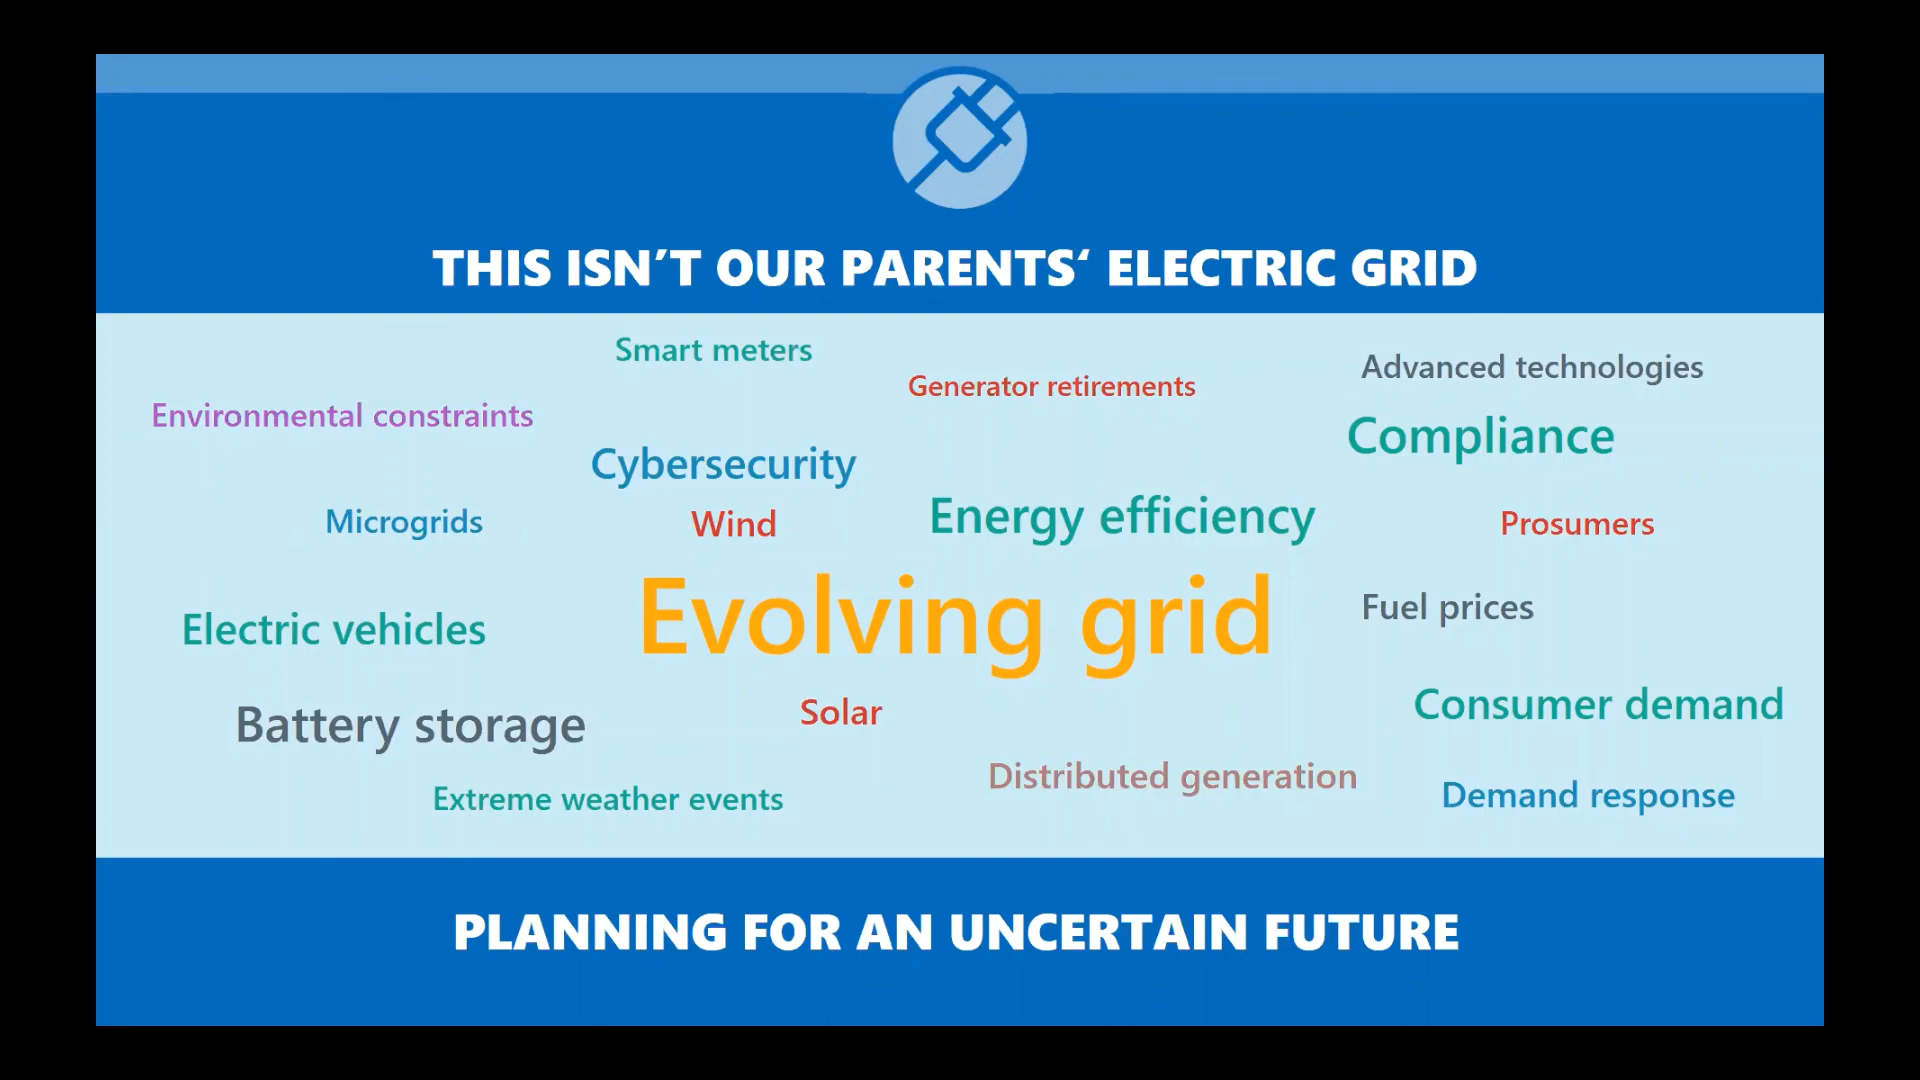 THIS ISN’T OUR PARENTS‘ ELECTRIC GRID
Smart meters
Advanced technologies
Generator retirements
Environmental constraints
Compliance
Cybersecurity
Energy efficiency
Microgrids
Wind
Prosumers
Evolving grid
Fuel prices
Electric vehicles
Consumer demand
Solar
Battery storage
Distributed generation
Demand response
Extreme weather events
PLANNING FOR AN UNCERTAIN FUTURE